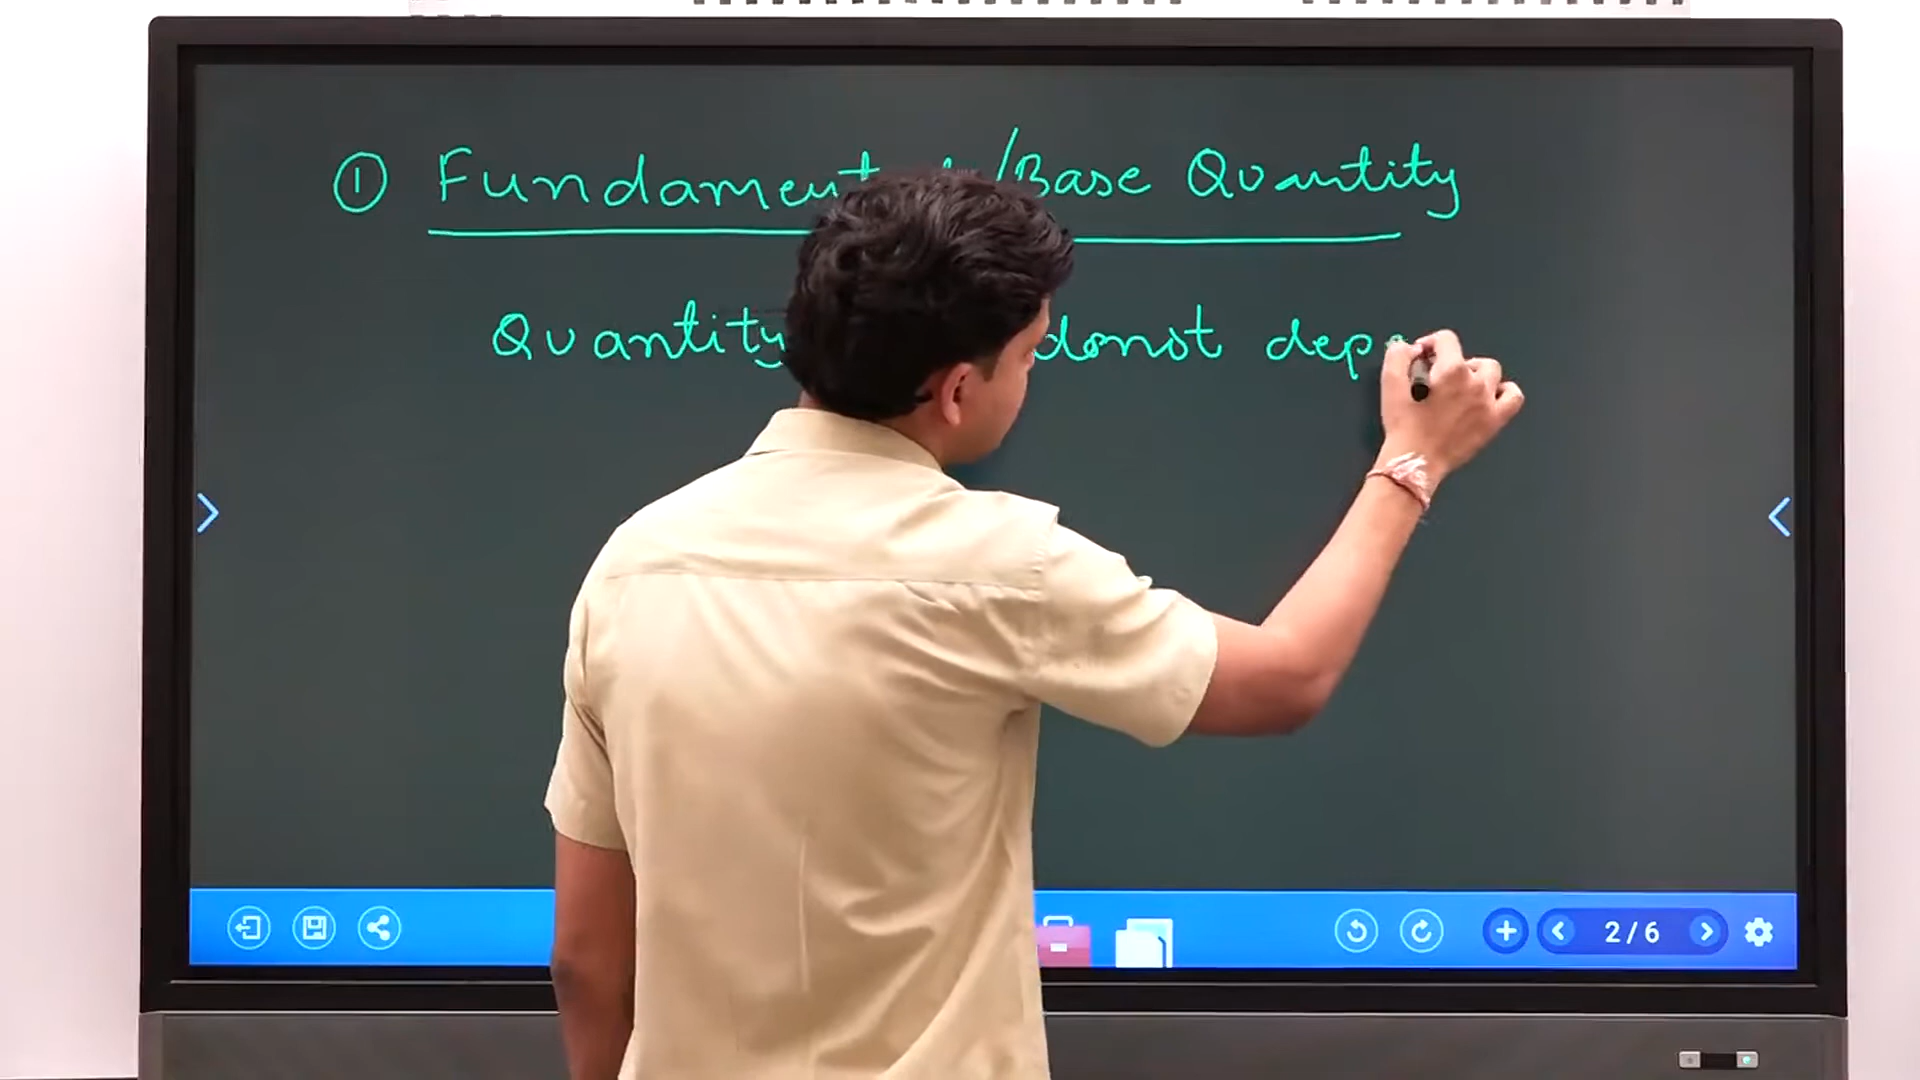 ① Fundament /Base Quantity
Quantity donot dep
2/6